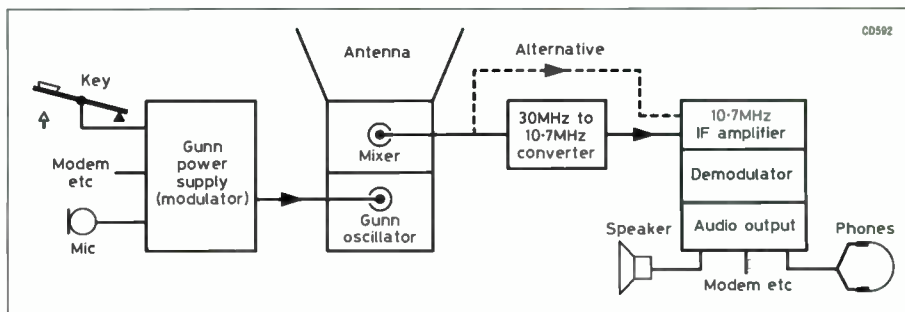 CD592
Antenna
Alternative
Key
Gunn
power
supply
(modulator)
Modem
etc
Mic
Mixer
Gunn
oscillator
30MHz to
10·7MHz
converter
10·7MHz
IF amplifier
Demodulator
Audio output
Speaker
Phones
Modem etc